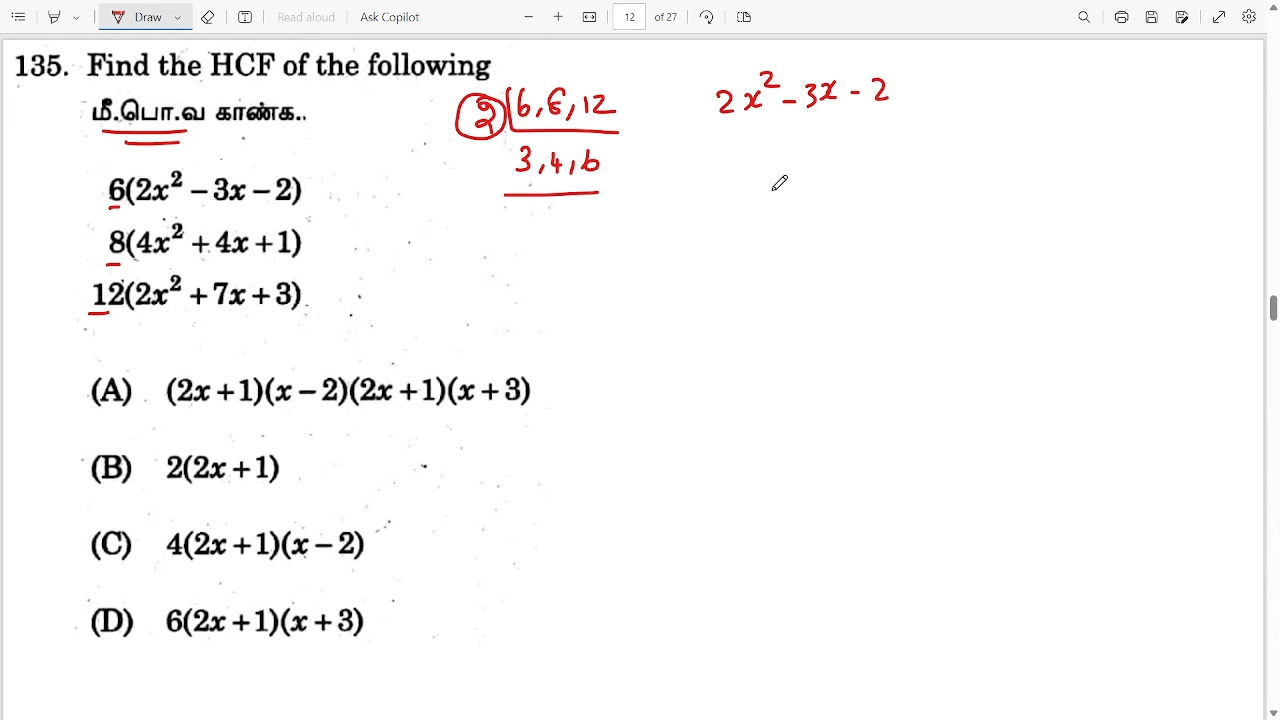 Draw Read aloud Ask Copilot 12 of 27
135. Find the HCF of the following
மீ.பொ.வ காண்க..
6(2x² – 3x – 2)
8(4x² + 4x + 1)
12(2x² + 7x + 3)
(A) (2x + 1)(x – 2)(2x + 1)(x + 3)
(B) 2(2x + 1)
(C) 4(2x + 1)(x – 2)
(D) 6(2x + 1)(x + 3)
2 | 6, 8, 12
3, 4, 6
2x² – 3x – 2